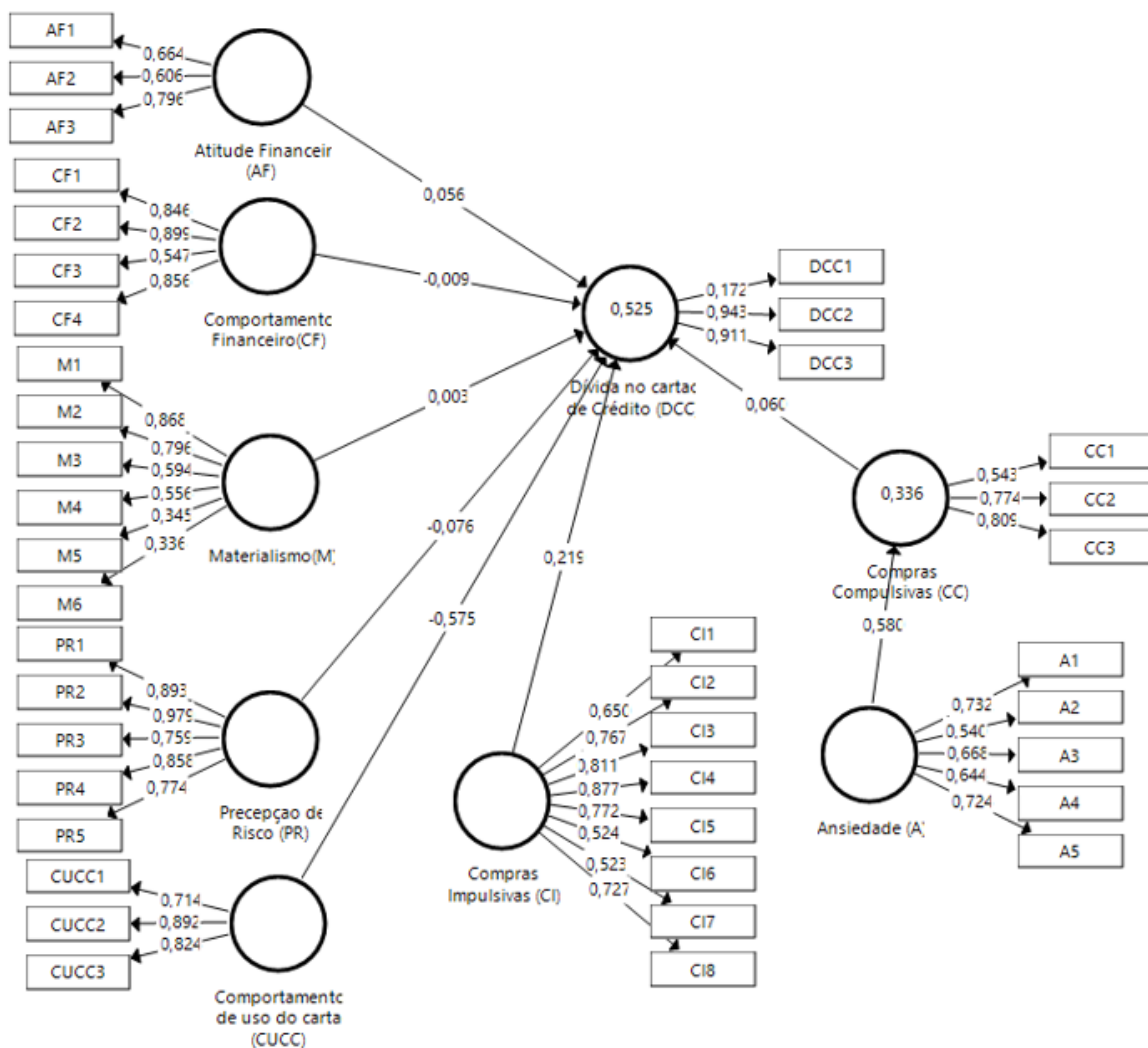 AF1
AF2
AF3
0,664
0,606
0,796
Atitude Financeir
(AF)
0,056
CF1
CF2
CF3
CF4
0,846
0,899
0,547
0,856
Comportamento
Financeiro(CF)
-0,009
M1
M2
M3
M4
M5
M6
0,868
0,796
0,594
0,556
0,345
0,336
Materialismo(M)
0,003
PR1
PR2
PR3
PR4
PR5
0,893
0,979
0,759
0,858
0,774
Precepçao de
Risco (PR)
-0,076
CUCC1
CUCC2
CUCC3
0,714
0,892
0,824
Comportamento
de uso do carta
(CUCC)
-0,575
0,525
Dívida no cartao
de Crédito (DCC
0,172
0,943
0,911
DCC1
DCC2
DCC3
0,219
Compras
Impulsivas (CI)
0,650
0,767
0,811
0,877
0,772
0,524
0,523
0,727
CI1
CI2
CI3
CI4
CI5
CI6
CI7
CI8
0,060
0,336
Compras
Compulsivas (CC)
0,543
0,774
0,809
CC1
CC2
CC3
0,580
Ansiedade (A)
0,732
0,540
0,668
0,644
0,724
A1
A2
A3
A4
A5